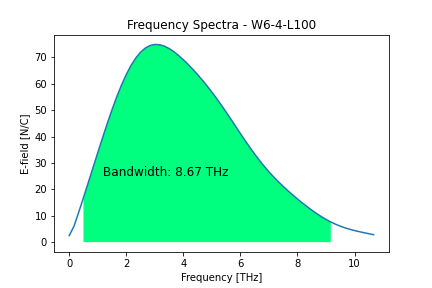 Frequency Spectra - W6-4-L100
E-field [N/C]
70
60
50
40
30
20
10
0
Bandwidth: 8.67 THz
0 2 4 6 8 10
Frequency [THz]